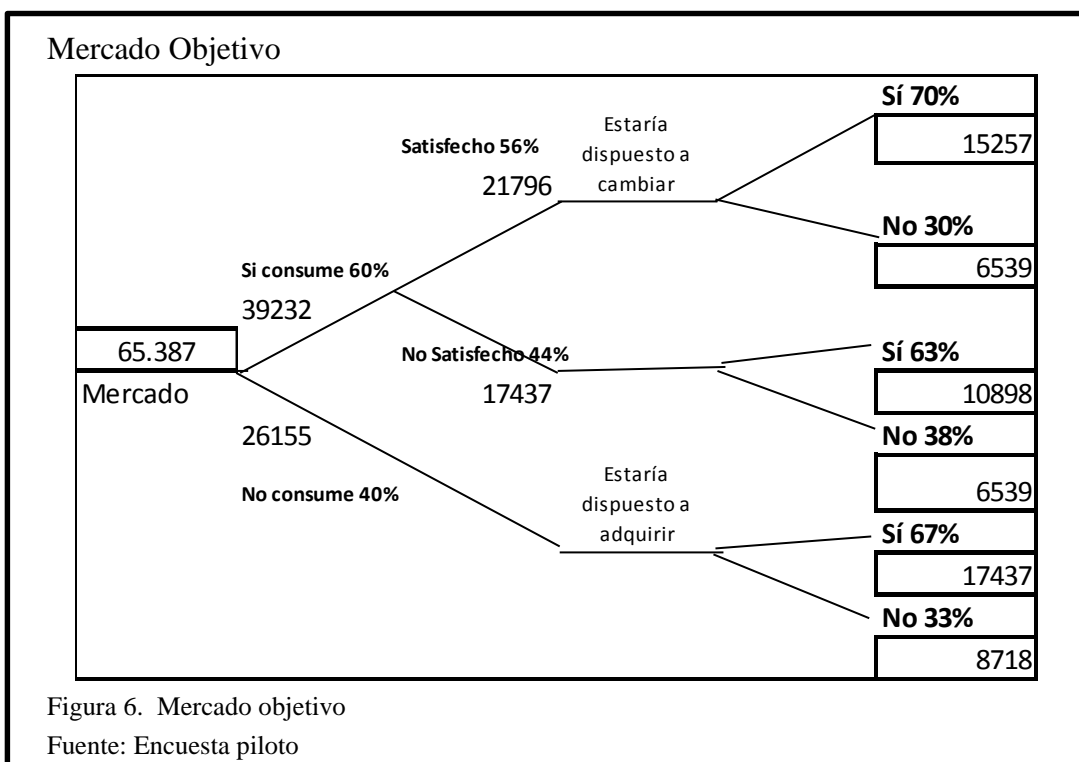 Mercado Objetivo
Sí 70%
15257
Estaría
dispuesto a
cambiar
Satisfecho 56%
21796
No 30%
6539
Si consume 60%
39232
65.387
Mercado
No Satisfecho 44%
17437
Sí 63%
10898
No 38%
6539
26155
No consume 40%
Estaría
dispuesto a
adquirir
Sí 67%
17437
No 33%
8718
Figura 6. Mercado objetivo
Fuente: Encuesta piloto